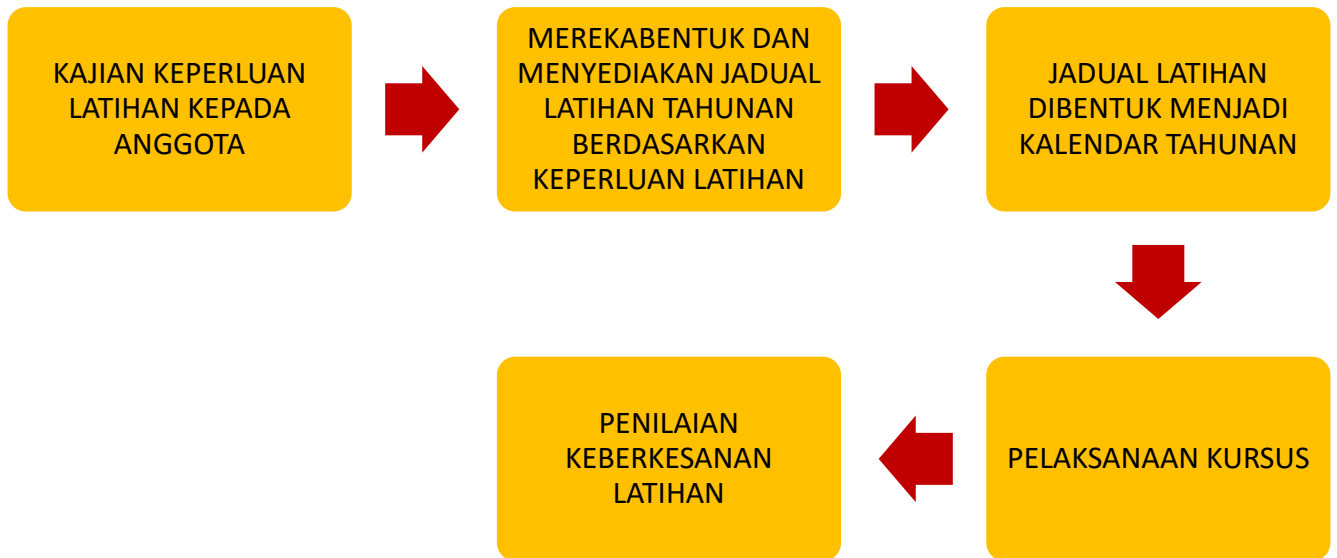 KAJIAN KEPERLUAN
LATIHAN KEPADA
ANGGOTA
MEREKABENTUK DAN
MENYEDIAKAN JADUAL
LATIHAN TAHUNAN
BERDASARKAN
KEPERLUAN LATIHAN
JADUAL LATIHAN
DIBENTUK MENJADI
KALENDAR TAHUNAN
PELAKSANAAN KURSUS
PENILAIAN
KEBERKESANAN
LATIHAN